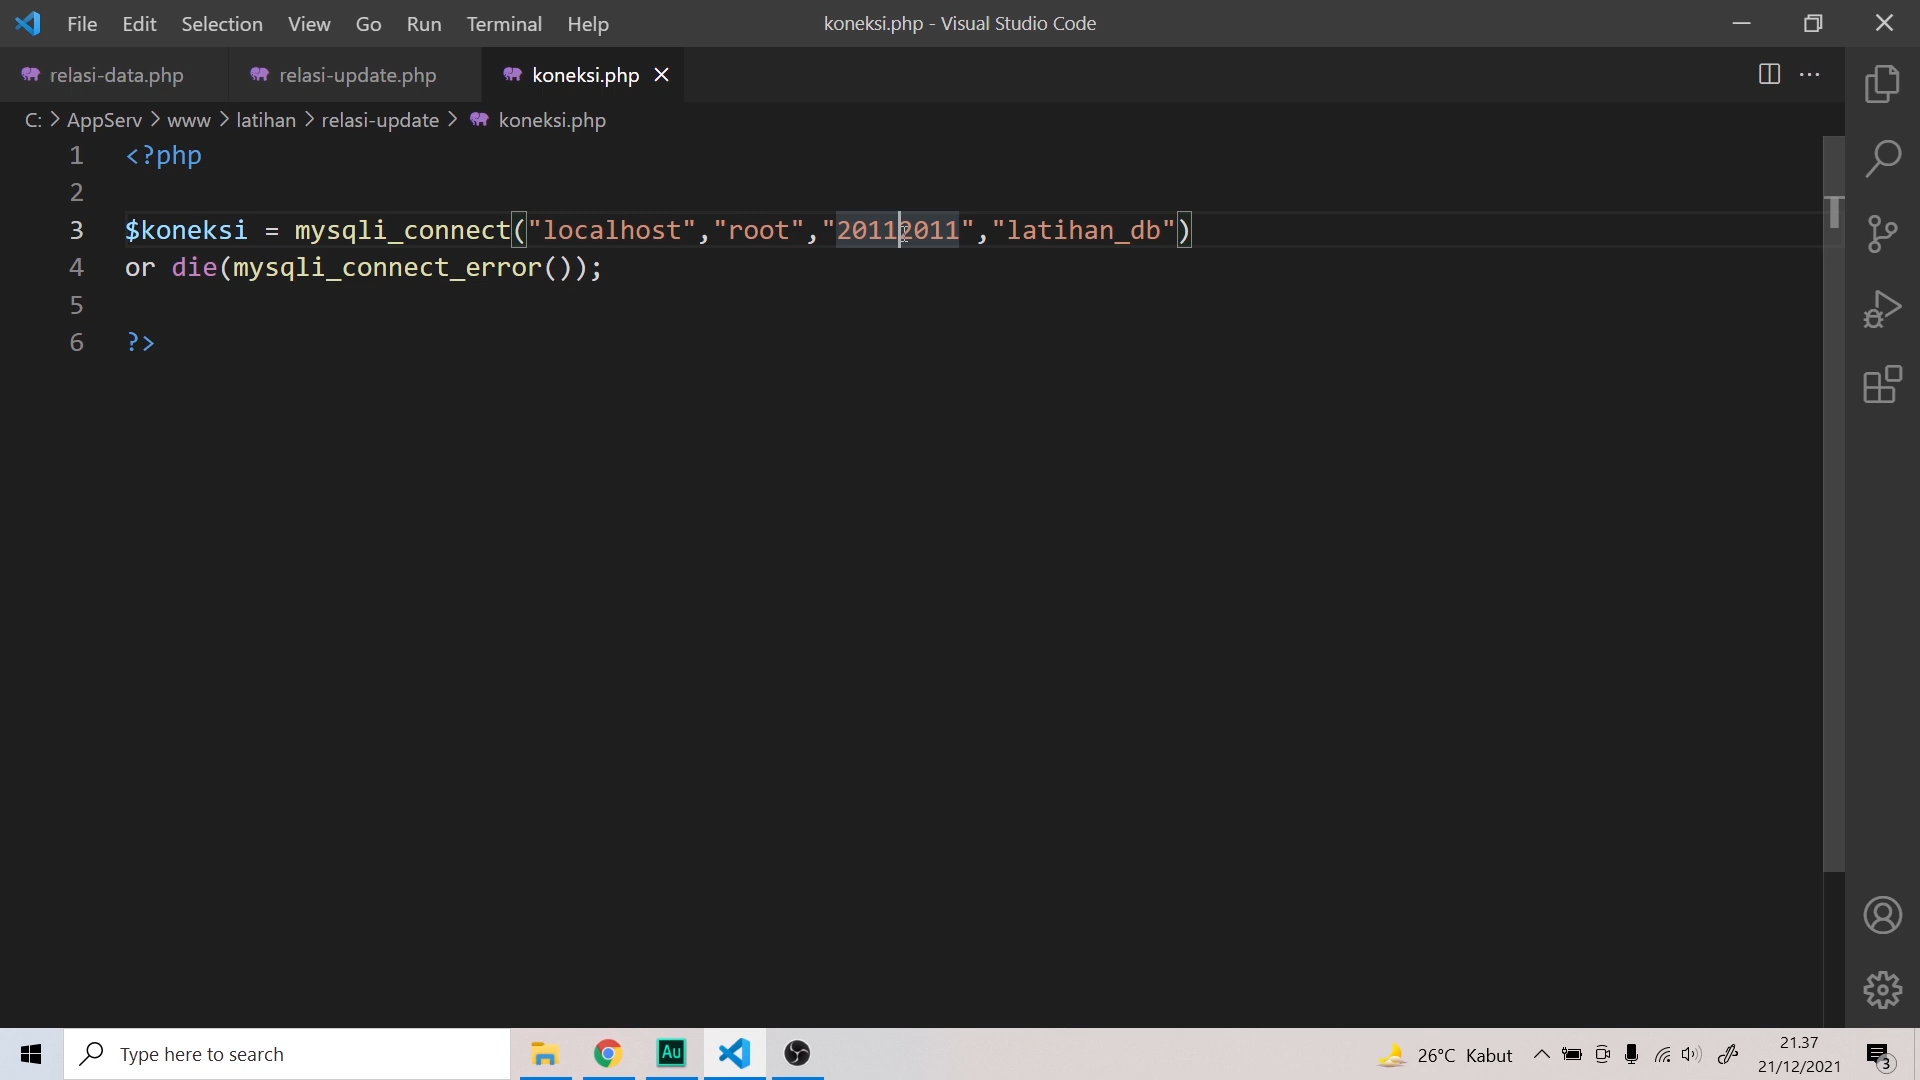 File Edit Selection View Go Run Terminal Help koneksi.php - Visual Studio Code
relasi-data.php relasi-update.php koneksi.php
C: > AppServ > www > latihan > relasi-update > koneksi.php
1 <?php
2
3 $koneksi = mysqli_connect("localhost","root","20112011","latihan_db")
4 or die(mysqli_connect_error());
5
6 ?>
Type here to search Au 26°C Kabut 21.37
21/12/2021 3